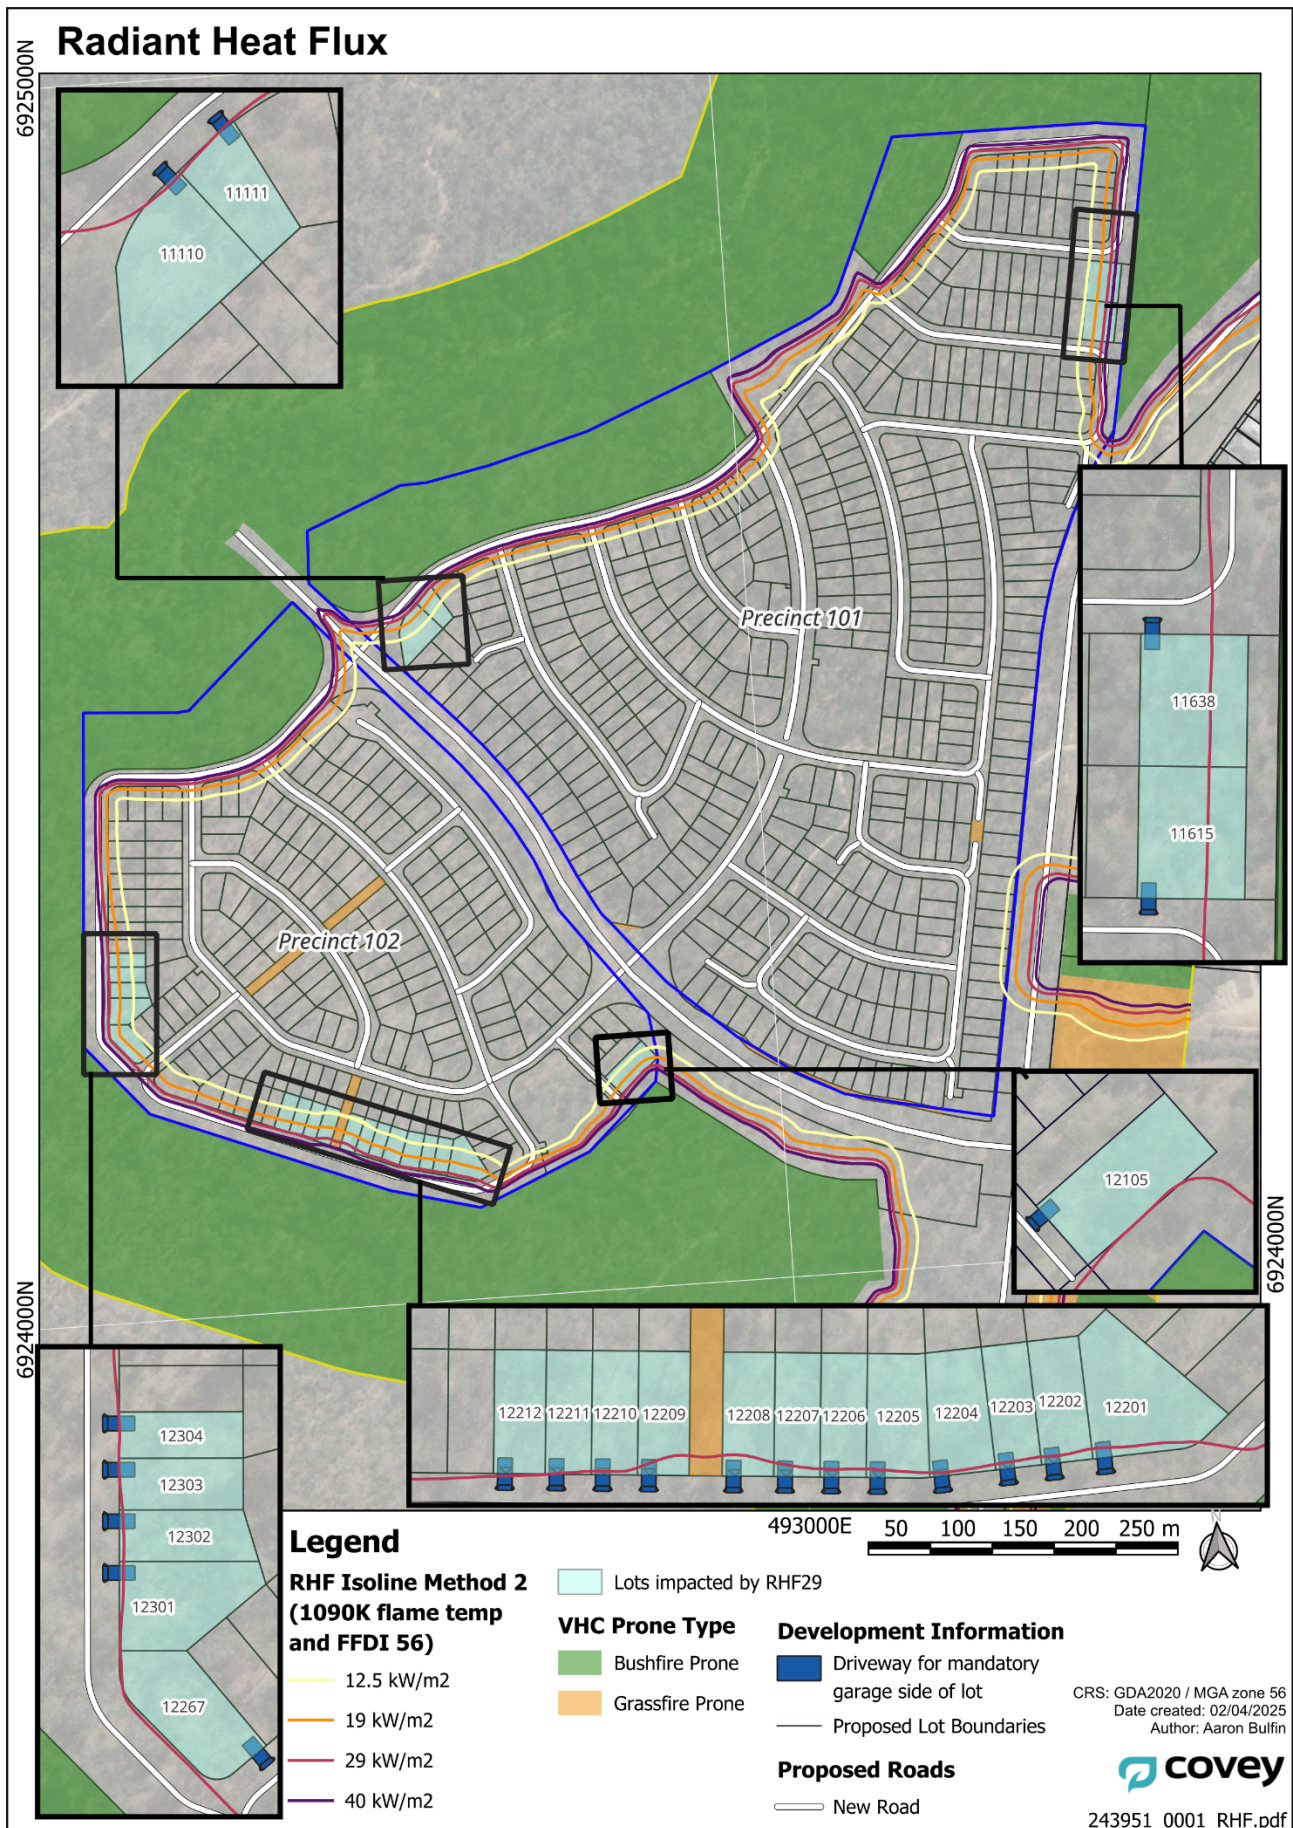 Radiant Heat Flux
6925000N
11111
11110
Precinct 101
11638
11615
Precinct 102
12105
6924000N
6924000N
12212 12211 12210 12209 12208 12207 12206 12205 12204 12203 12202 12201
12304
12303
12302
12301
12267
493000E
50 100 150 200 250 m
N
Legend
RHF Isoline Method 2
(1090K flame temp
and FFDI 56)
12.5 kW/m2
19 kW/m2
29 kW/m2
40 kW/m2
Lots impacted by RHF29
VHC Prone Type
Bushfire Prone
Grassfire Prone
Development Information
Driveway for mandatory
garage side of lot
Proposed Lot Boundaries
Proposed Roads
New Road
CRS: GDA2020 / MGA zone 56
Date created: 02/04/2025
Author: Aaron Bulfin
covey
243951_0001_RHF.pdf